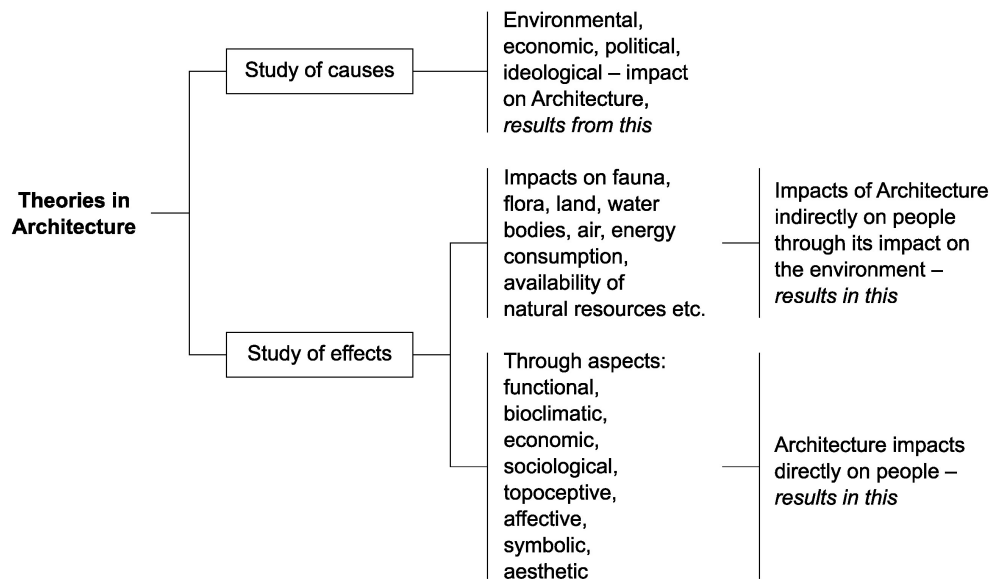 Theories in
Architecture
Study of causes
Environmental,
economic, political,
ideological – impact
on Architecture,
results from this
Study of effects
Impacts on fauna,
flora, land, water
bodies, air, energy
consumption,
availability of
natural resources etc.
Impacts of Architecture
indirectly on people
through its impact on
the environment –
results in this
Through aspects:
functional,
bioclimatic,
economic,
sociological,
topoceptive,
affective,
symbolic,
aesthetic
Architecture impacts
directly on people –
results in this